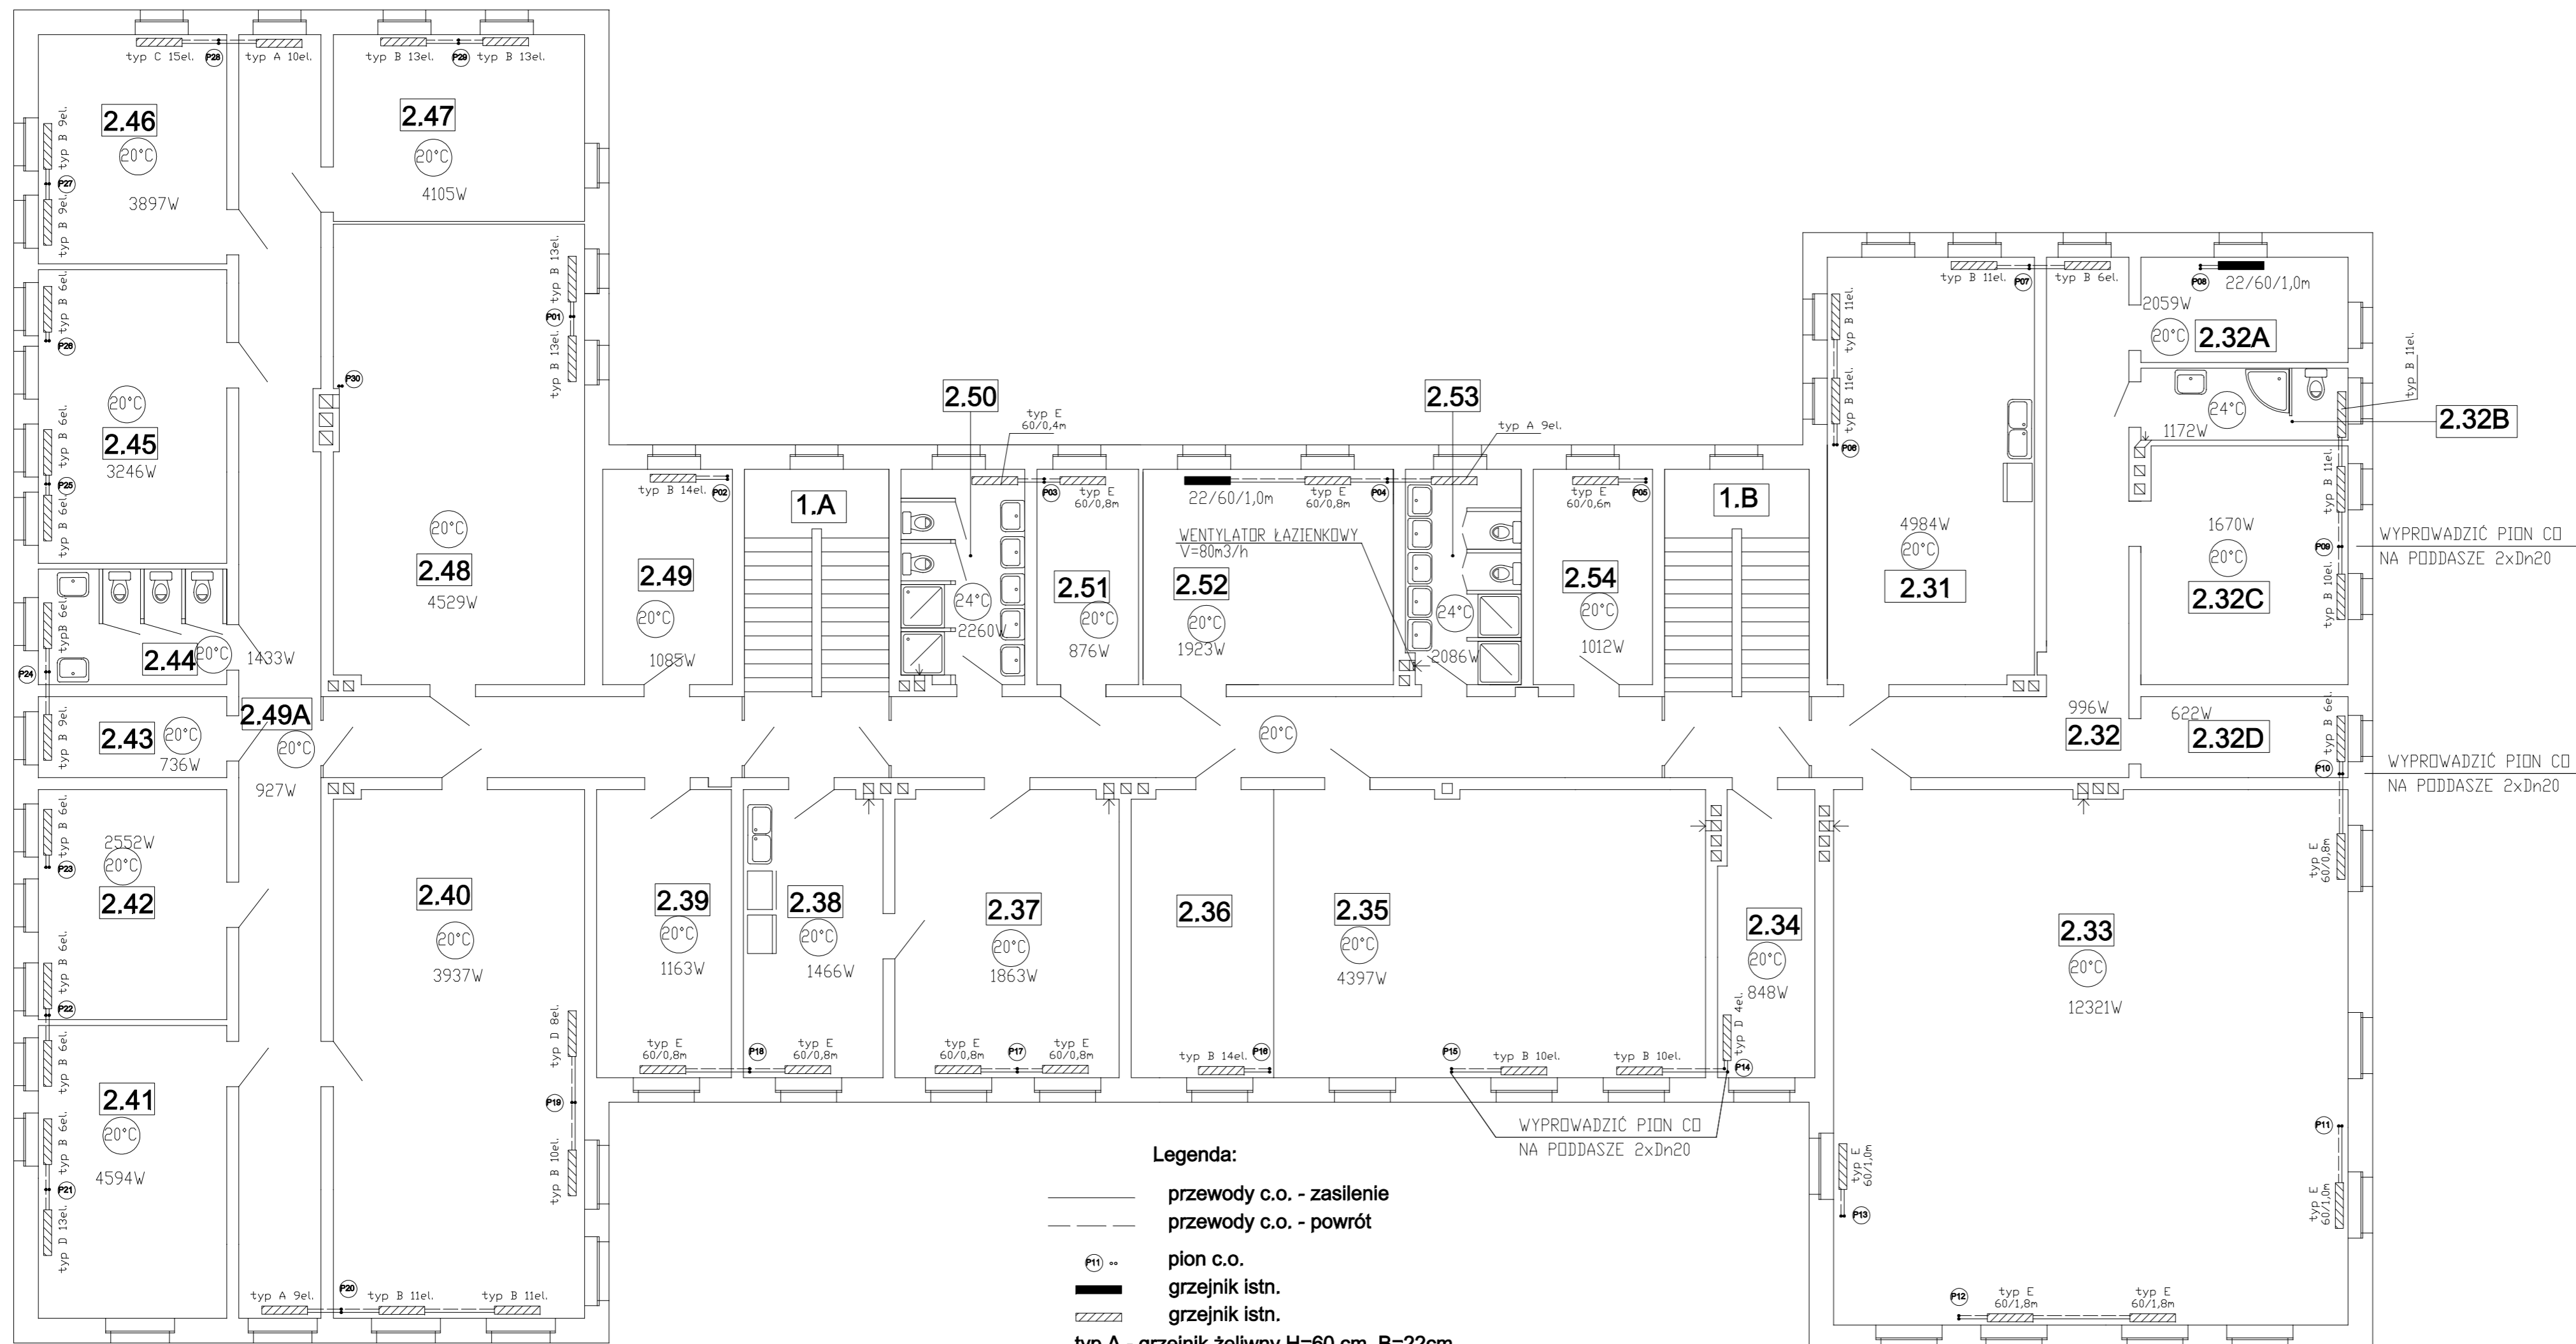 typ C 15el.
P28
typ A 10el.
typ B 13el.
P29
typ B 13el.
2.46
20°C
3897W
typ B 9el.
P27
typ B 9el.
2.47
20°C
4105W
typ B 6el.
P26
20°C
2.45
3246W
typ B 6el.
P25
typ B 6el.
typ B 13el.
P01
typ B 13el.
P30
20°C
2.48
4529W
typB 6el.
P24
2.44
20°C
1433W
typ B 9el.
2.43
20°C
736W
2.49A
20°C
927W
typ B 14el.
P02
2.49
20°C
1085W
1.A
2.50
typ E
60/0,4m
24°C
2260W
P03
typ E
60/0,8m
2.51
20°C
876W
22/60/1,0m
typ E
60/0,8m
P04
WENTYLATOR ŁAZIENKOWY
V=80m3/h
2.52
20°C
1923W
2.53
typ A 9el.
24°C
2086W
typ E
60/0,6m
P05
2.54
20°C
1012W
1.B
20°C
typ B 11el.
P07
typ B 6el.
typ B 11el.
typ B 11el.
P06
4984W
20°C
2.31
P08
22/60/1,0m
2059W
20°C
2.32A
typ B 11el.
24°C
1172W
2.32B
typ B 11el.
1670W
20°C
2.32C
P09
typ B 10el.
WYPROWADZIĆ PION CO
NA PODDASZE 2xDn20
996W
2.32
622W
2.32D
typ B 6el.
P10
WYPROWADZIĆ PION CO
NA PODDASZE 2xDn20
typ B 6el.
P23
2552W
20°C
2.42
typ B 6el.
P22
typ B 6el.
2.41
20°C
4594W
typ B 6el.
P21
typ D 13el.
2.40
20°C
3937W
typ D 8el.
P19
typ B 10el.
typ A 9el.
P20
typ B 11el.
typ B 11el.
2.39
20°C
1163W
typ E
60/0,8m
P18
2.38
20°C
1466W
typ E
60/0,8m
2.37
20°C
1863W
typ E
60/0,8m
P17
typ E
60/0,8m
2.36
typ B 14el.
P16
2.35
20°C
4397W
P15
typ B 10el.
typ B 10el.
2.34
20°C
848W
typ D 4el.
P14
WYPROWADZIĆ PION CO
NA PODDASZE 2xDn20
2.33
20°C
12321W
typ E
60/0,8m
P11
typ E
60/1,0m
typ E
60/1,0m
P13
P12
typ E
60/1,8m
typ E
60/1,8m
Legenda:
przewody c.o. - zasilenie
przewody c.o. - powrót
P11
pion c.o.
grzejnik istn.
grzejnik istn.
typ A - grzejnik żeliwny H=60 cm, B=22cm